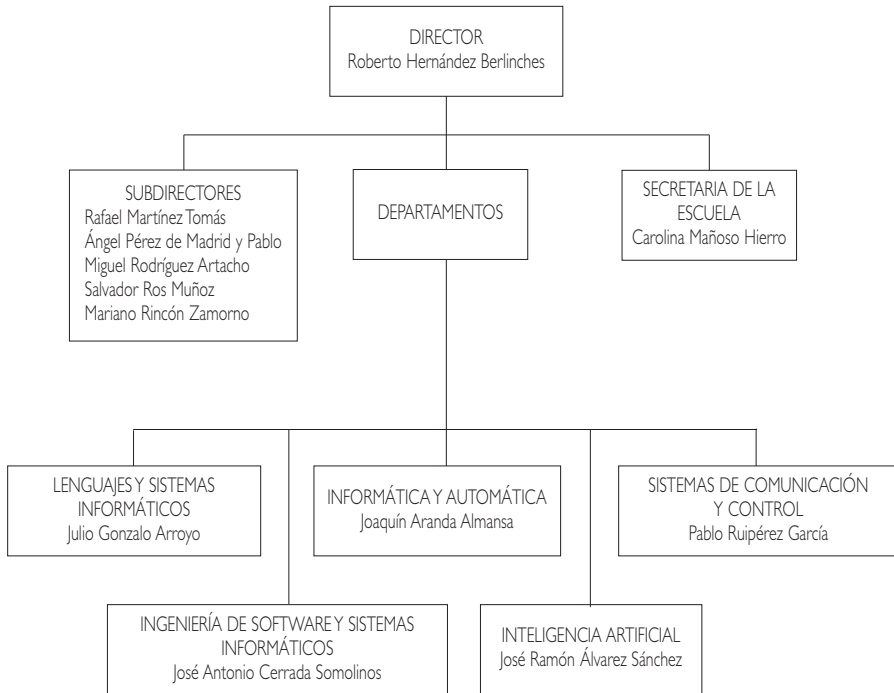 DIRECTOR
Roberto Hernández Berlinches
SUBDIRECTORES
Rafael Martínez Tomás
Ángel Pérez de Madrid y Pablo
Miguel Rodríguez Artacho
Salvador Ros Muñoz
Mariano Rincón Zamorno
DEPARTAMENTOS
SECRETARIA DE LA
ESCUELA
Carolina Mañoso Hierro
LENGUAJES Y SISTEMAS
INFORMÁTICOS
Julio Gonzalo Arroyo
INFORMÁTICA Y AUTOMÁTICA
Joaquín Aranda Almansa
SISTEMAS DE COMUNICACIÓN
Y CONTROL
Pablo Ruipérez García
INGENIERÍA DE SOFTWARE Y SISTEMAS
INFORMÁTICOS
José Antonio Cerrada Somolinos
INTELIGENCIA ARTIFICIAL
José Ramón Álvarez Sánchez